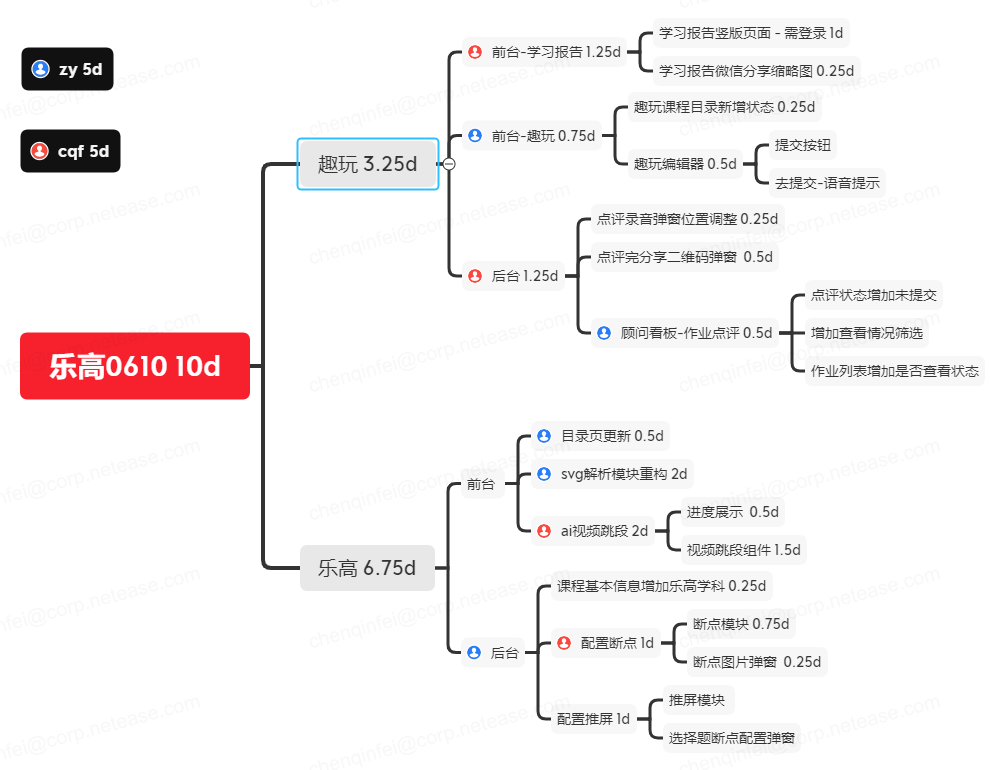 zy 5d
cqf 5d
乐高0610 10d
趣玩 3.25d
前台-学习报告 1.25d
学习报告竖版页面 - 需登录 1d
学习报告微信分享缩略图 0.25d
前台-趣玩 0.75d
趣玩课程目录新增状态 0.25d
趣玩编辑器 0.5d
提交按钮
去提交-语音提示
后台 1.25d
点评录音弹窗位置调整 0.25d
点评完分享二维码弹窗 0.5d
顾问看板-作业点评 0.5d
点评状态增加未提交
增加查看情况筛选
作业列表增加是否查看状态
乐高 6.75d
前台
目录页更新 0.5d
svg解析模块重构 2d
ai视频跳段 2d
进度展示 0.5d
视频跳段组件 1.5d
后台
课程基本信息增加乐高学科 0.25d
配置断点 1d
断点模块 0.75d
断点图片弹窗 0.25d
配置推屏 1d
推屏模块
选择题断点配置弹窗
chenqinfei@corp.netease.com